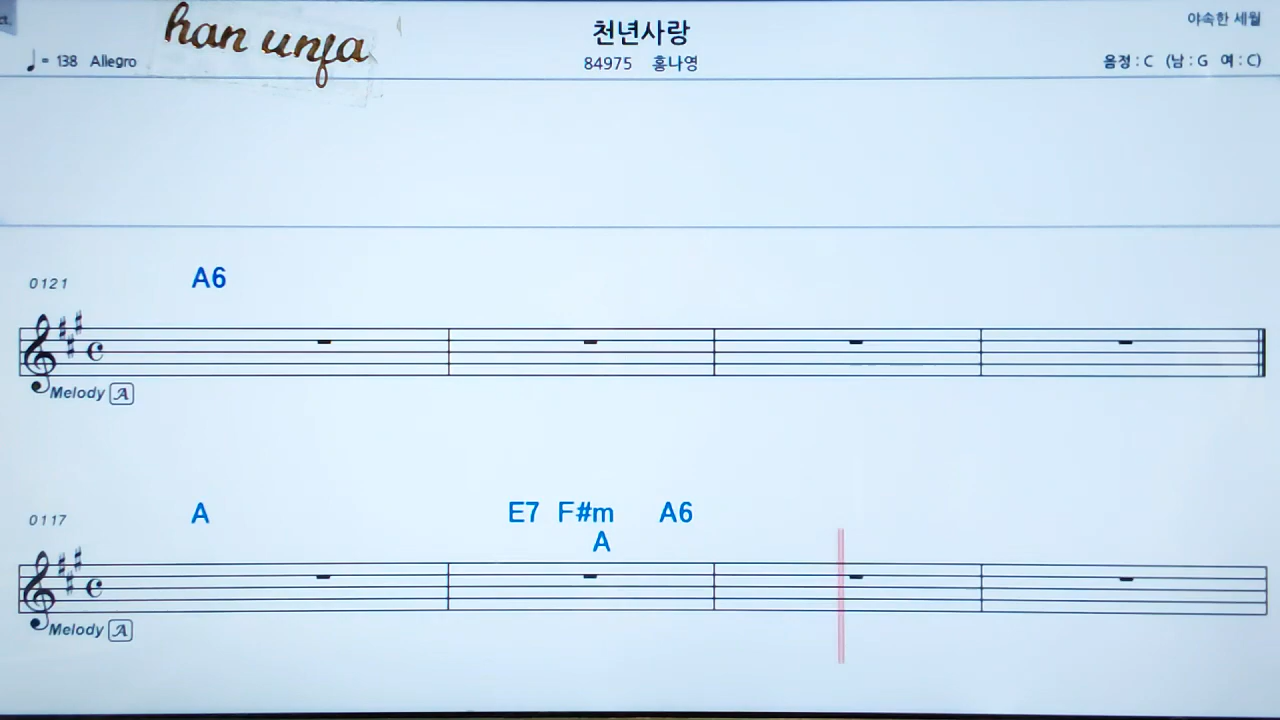 ct.
han unja
천년사랑
야속한 세월
♩ = 138 Allegro
84975 홍나영
음정 : C (남 : G 여 : C)
0121
A6
Melody A
0117
A E7 F#m A6
A
Melody A